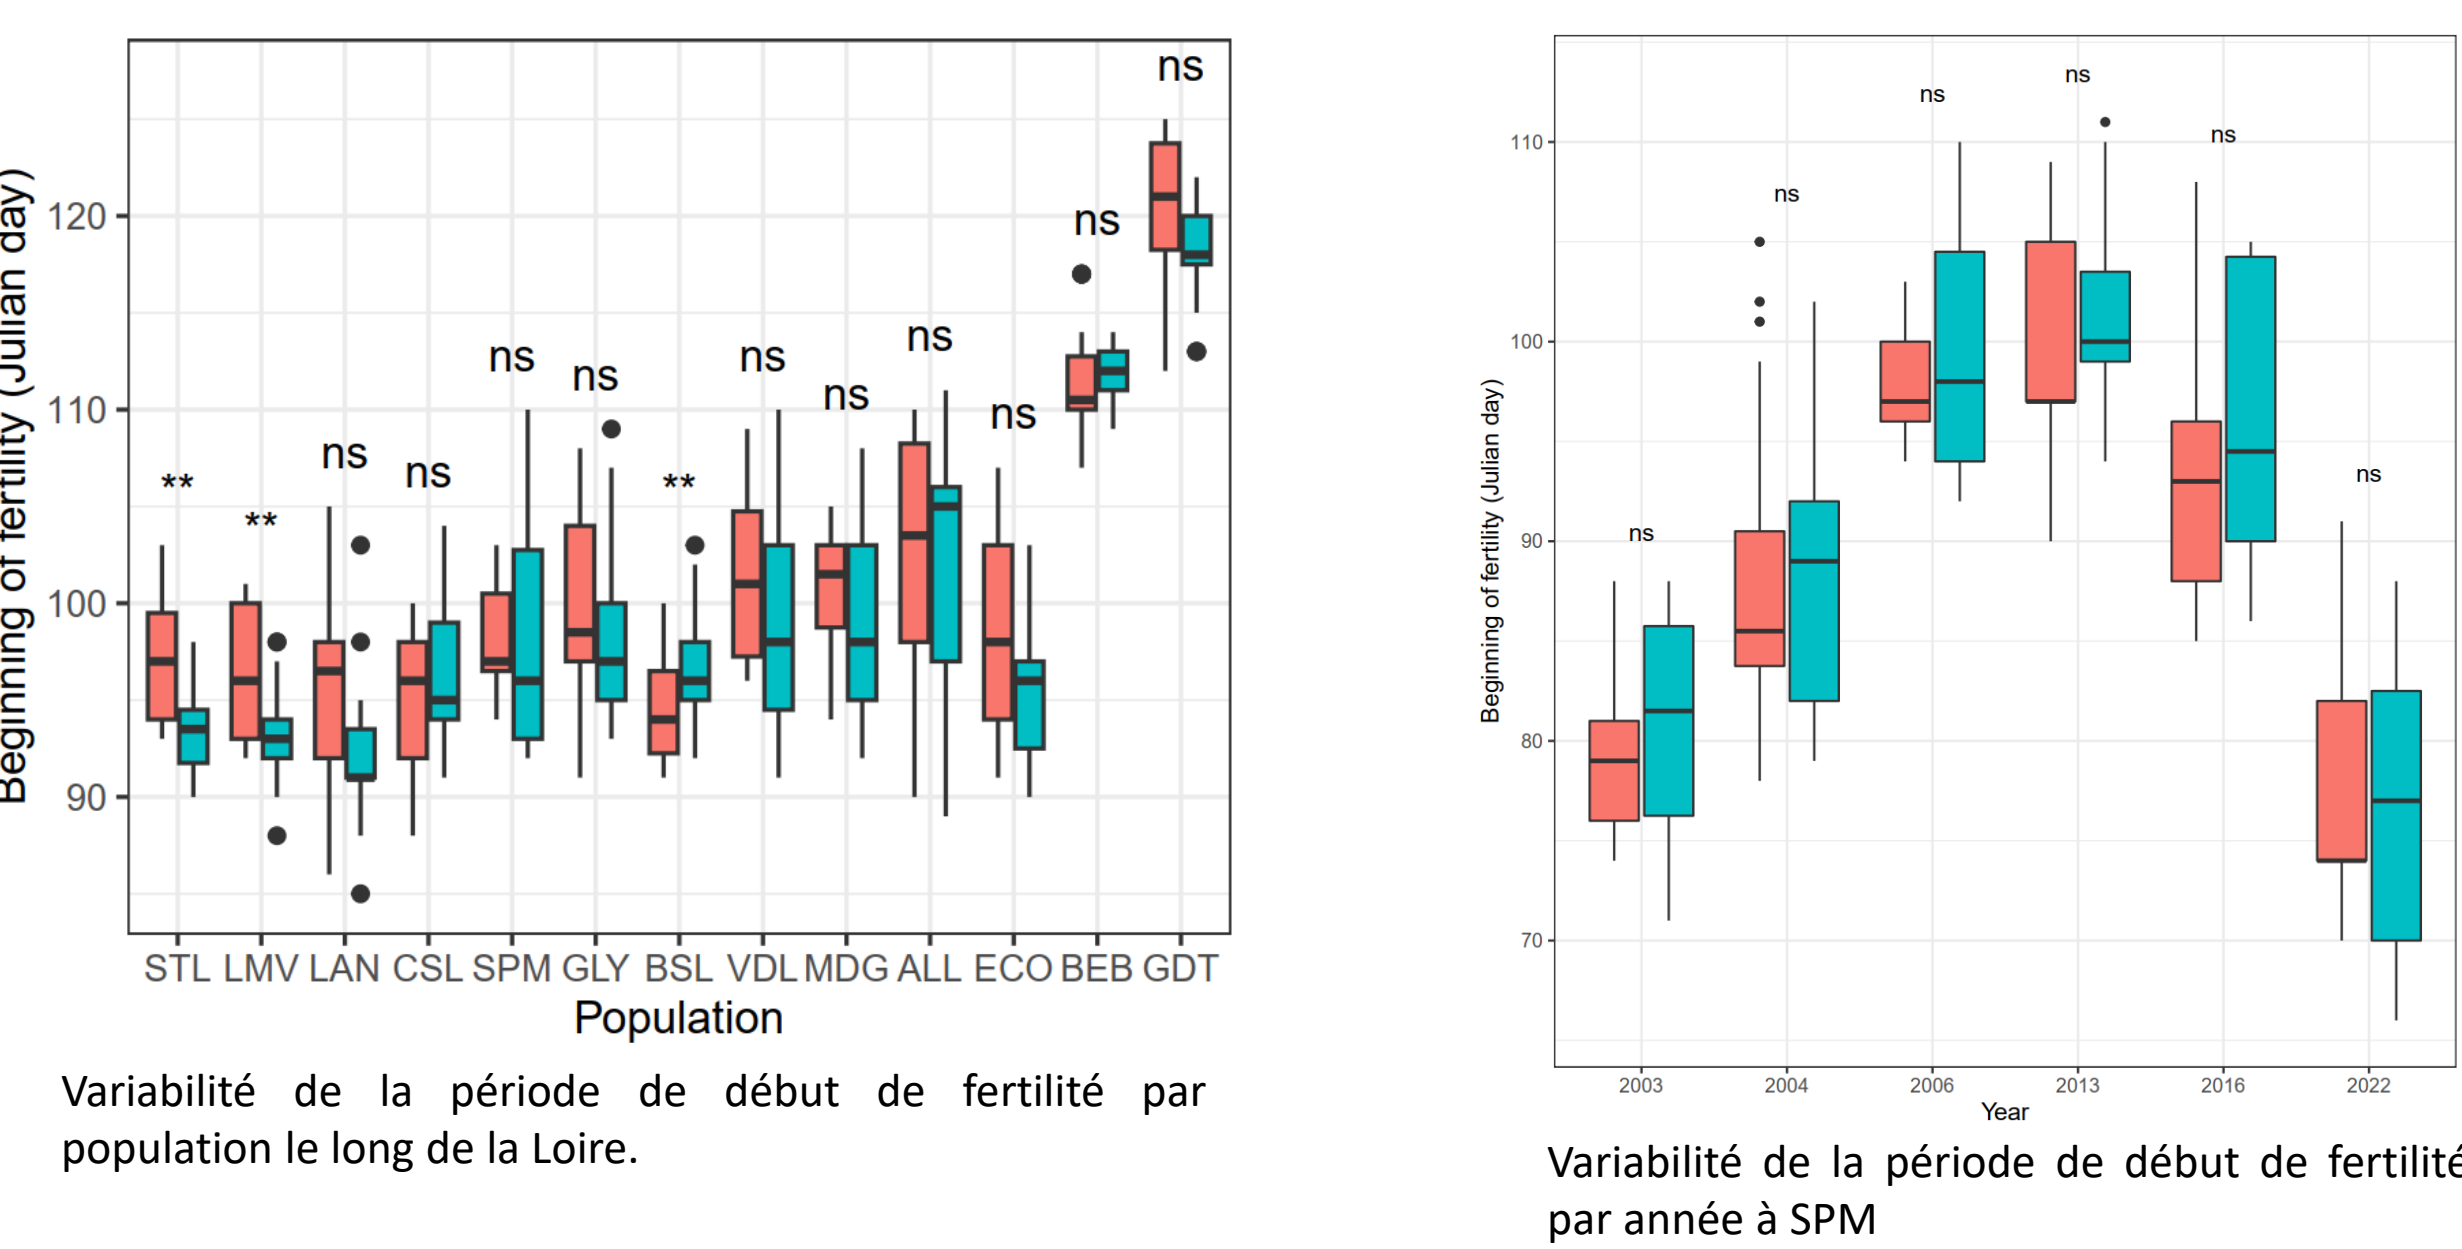 Beginning of fertility (Julian day)
120
110
100
90
** ** ns ns ns ns ** ns ns ns ns ns ns
STL LMV LAN CSL SPM GLY BSL VDL MDG ALL ECO BEB GDT
Population
Variabilité de la période de début de fertilité par
population le long de la Loire.
Beginning of fertility (Julian day)
110
100
90
80
70
ns ns ns ns ns ns
2003 2004 2006 2013 2016 2022
Year
Variabilité de la période de début de fertilité
par année à SPM